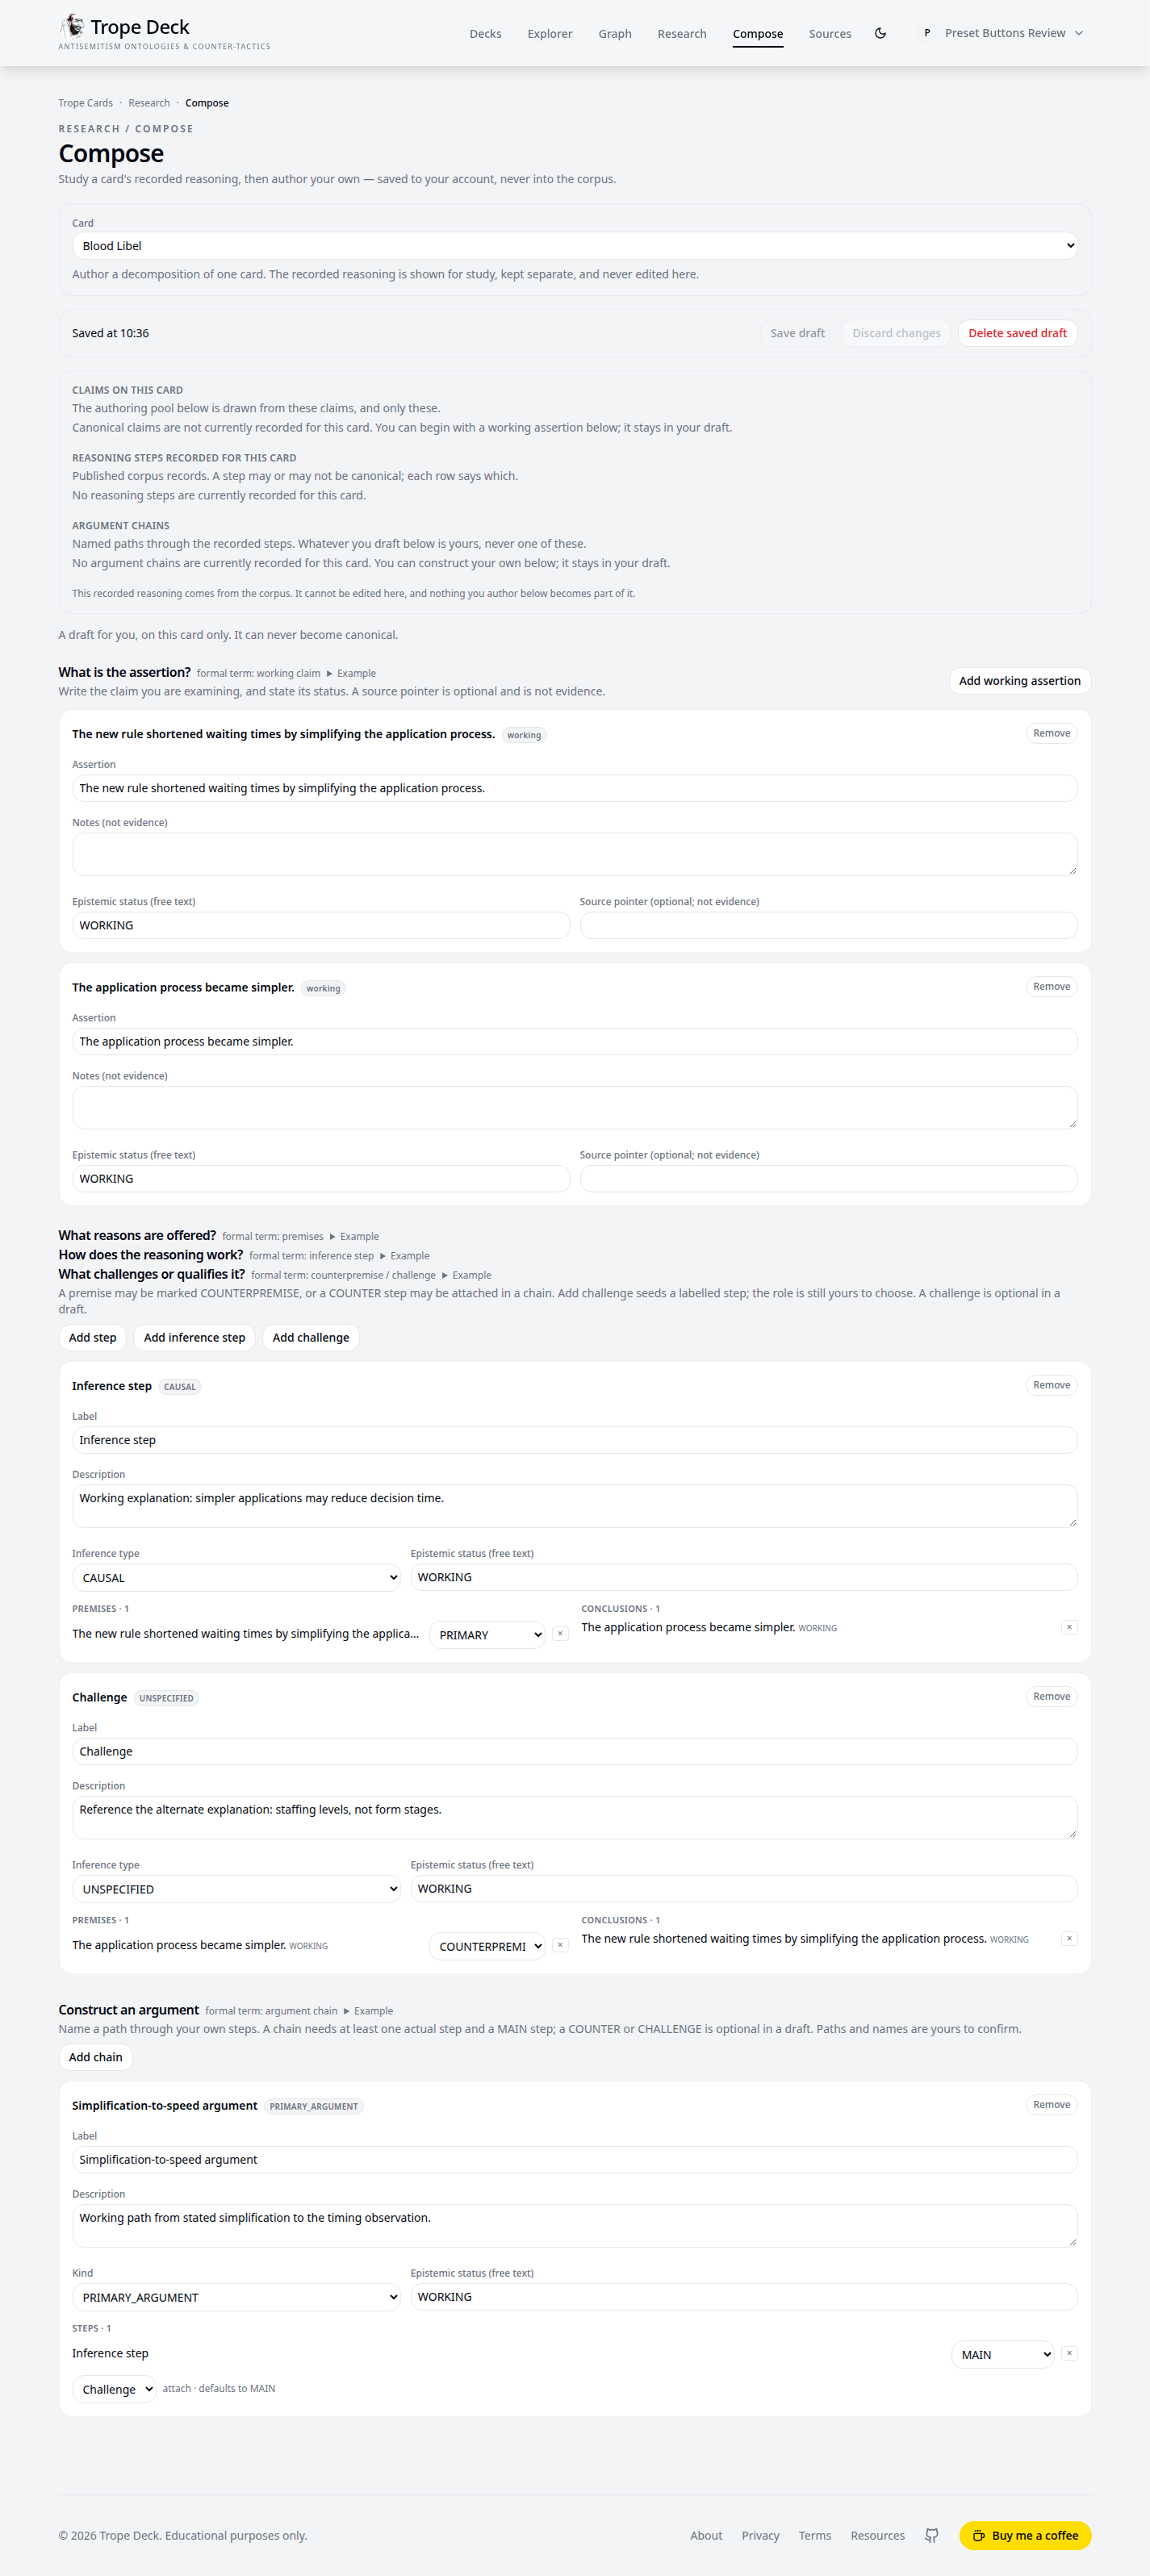 Trope Deck
ANTISEMITISM ONTOLOGIES & COUNTER-TACTICS
Decks
Explorer
Graph
Research
Compose
Sources
P
Preset Buttons Review
Trope Cards · Research · Compose
RESEARCH / COMPOSE
Compose
Study a card's recorded reasoning, then author your own — saved to your account, never into the corpus.
Card
Blood Libel
Author a decomposition of one card. The recorded reasoning is shown for study, kept separate, and never edited here.
Saved at 10:36
Save draft
Discard changes
Delete saved draft
CLAIMS ON THIS CARD
The authoring pool below is drawn from these claims, and only these.
Canonical claims are not currently recorded for this card. You can begin with a working assertion below; it stays in your draft.
REASONING STEPS RECORDED FOR THIS CARD
Published corpus records. A step may or may not be canonical; each row says which.
No reasoning steps are currently recorded for this card.
ARGUMENT CHAINS
Named paths through the recorded steps. Whatever you draft below is yours, never one of these.
No argument chains are currently recorded for this card. You can construct your own below; it stays in your draft.
This recorded reasoning comes from the corpus. It cannot be edited here, and nothing you author below becomes part of it.
A draft for you, on this card only. It can never become canonical.
What is the assertion? formal term: working claim ▶ Example
Write the claim you are examining, and state its status. A source pointer is optional and is not evidence.
Add working assertion
The new rule shortened waiting times by simplifying the application process. working
Remove
Assertion
The new rule shortened waiting times by simplifying the application process.
Notes (not evidence)
Epistemic status (free text)
Source pointer (optional; not evidence)
WORKING
The application process became simpler. working
Remove
Assertion
The application process became simpler.
Notes (not evidence)
Epistemic status (free text)
Source pointer (optional; not evidence)
WORKING
What reasons are offered? formal term: premises ▶ Example
How does the reasoning work? formal term: inference step ▶ Example
What challenges or qualifies it? formal term: counterpremise / challenge ▶ Example
A premise may be marked COUNTERPREMISE, or a COUNTER step may be attached in a chain. Add challenge seeds a labelled step; the role is still yours to choose. A challenge is optional in a
draft.
Add step
Add inference step
Add challenge
Inference step CAUSAL
Remove
Label
Inference step
Description
Working explanation: simpler applications may reduce decision time.
Inference type
Epistemic status (free text)
CAUSAL
WORKING
PREMISES · 1
CONCLUSIONS · 1
The new rule shortened waiting times by simplifying the applica...
PRIMARY
×
The application process became simpler. WORKING
×
Challenge UNSPECIFIED
Remove
Label
Challenge
Description
Reference the alternate explanation: staffing levels, not form stages.
Inference type
Epistemic status (free text)
UNSPECIFIED
WORKING
PREMISES · 1
CONCLUSIONS · 1
The application process became simpler. WORKING
COUNTERPREMI
×
The new rule shortened waiting times by simplifying the application process. WORKING
×
Construct an argument formal term: argument chain ▶ Example
Name a path through your own steps. A chain needs at least one actual step and a MAIN step; a COUNTER or CHALLENGE is optional in a draft. Paths and names are yours to confirm.
Add chain
Simplification-to-speed argument PRIMARY_ARGUMENT
Remove
Label
Simplification-to-speed argument
Description
Working path from stated simplification to the timing observation.
Kind
Epistemic status (free text)
PRIMARY_ARGUMENT
WORKING
STEPS · 1
Inference step
MAIN
×
Challenge
attach · defaults to MAIN
© 2026 Trope Deck. Educational purposes only.
About
Privacy
Terms
Resources
Buy me a coffee